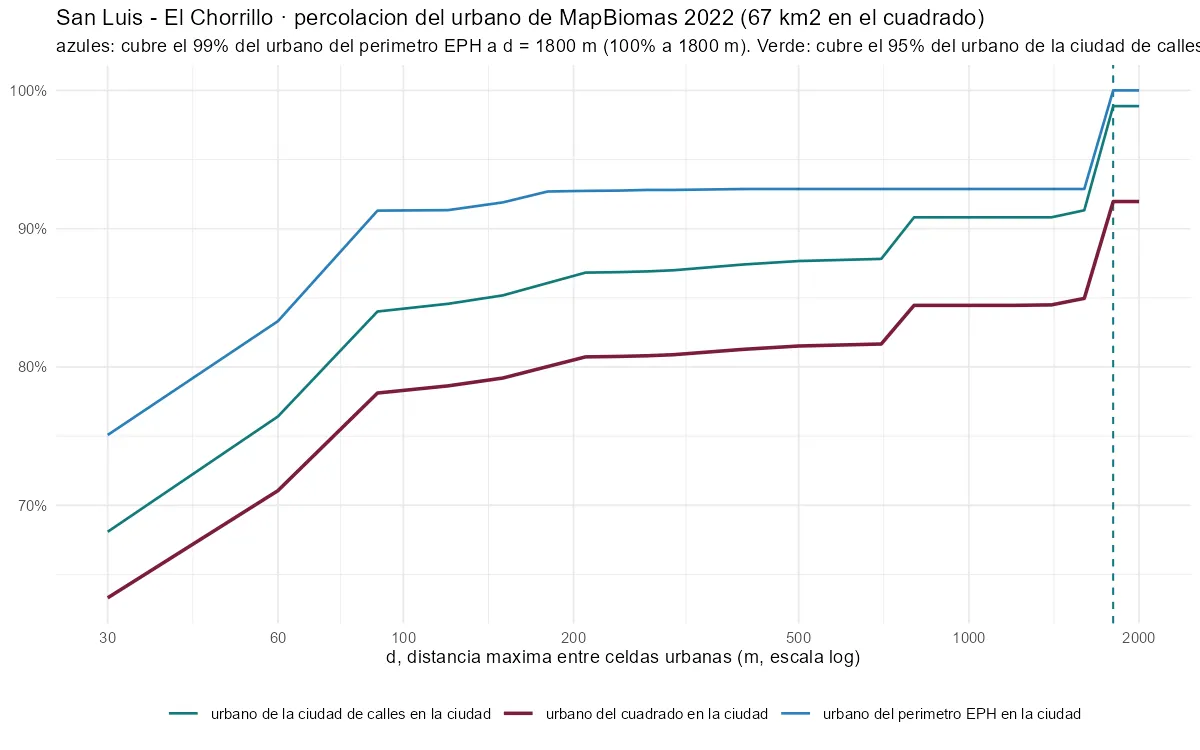 San Luis - El Chorrillo · percolacion del urbano de MapBiomas 2022 (67 km2 en el cuadrado)
azules: cubre el 99% del urbano del perimetro EPH a d = 1800 m (100% a 1800 m). Verde: cubre el 95% del urbano de la ciudad de calles
100%
90%
80%
70%
30 60 100 200 500 1000 2000
d, distancia maxima entre celdas urbanas (m, escala log)
urbano de la ciudad de calles en la ciudad urbano del cuadrado en la ciudad urbano del perimetro EPH en la ciudad